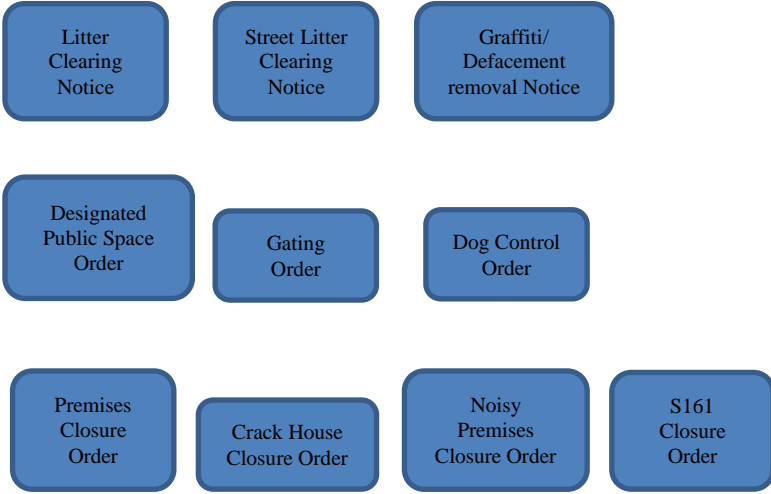 Litter
Clearing
Notice
Street Litter
Clearing
Notice
Graffiti/
Defacement
removal Notice
Designated
Public Space
Order
Gating
Order
Dog Control
Order
Premises
Closure
Order
Crack House
Closure Order
Noisy
Premises
Closure Order
S161
Closure
Order